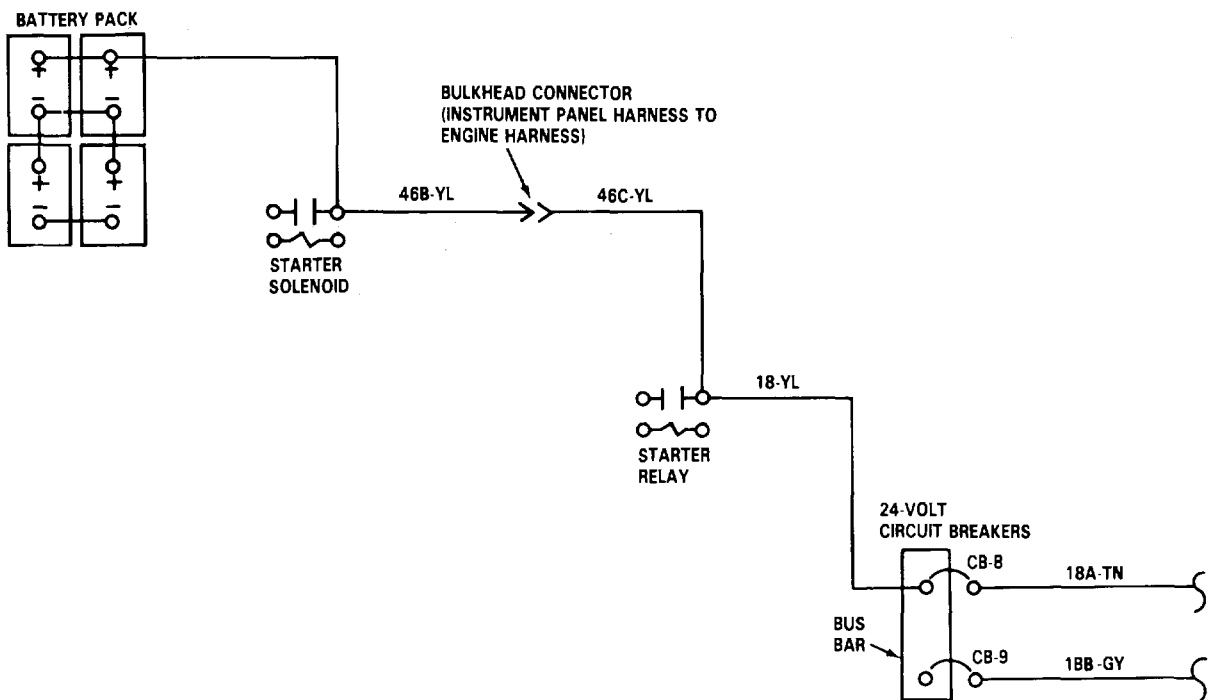 BATTERY PACK
+ +
– –
+ +
– –
BULKHEAD CONNECTOR
(INSTRUMENT PANEL HARNESS TO
ENGINE HARNESS)
46B-YL
46C-YL
STARTER
SOLENOID
18-YL
STARTER
RELAY
24-VOLT
CIRCUIT BREAKERS
CB-8
18A-TN
BUS
BAR
CB-9
1BB-GY